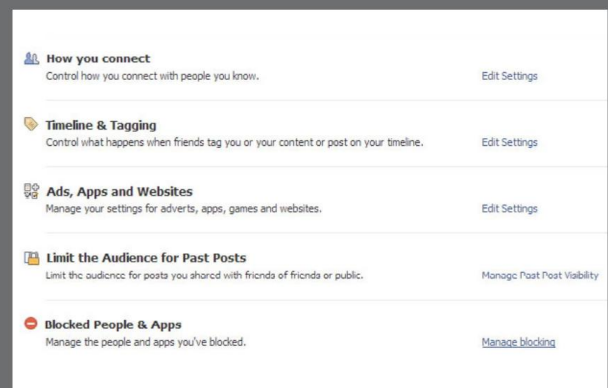 How you connect
Control how you connect with people you know.
Edit Settings
Timeline & Tagging
Control what happens when friends tag you or your content or post on your timeline.
Edit Settings
Ads, Apps and Websites
Manage your settings for adverts, apps, games and websites.
Edit Settings
Limit the Audience for Past Posts
Limit the audience for posts you shared with friends of friends or public.
Manage Past Post Visibility
Blocked People & Apps
Manage the people and apps you've blocked.
Manage blocking